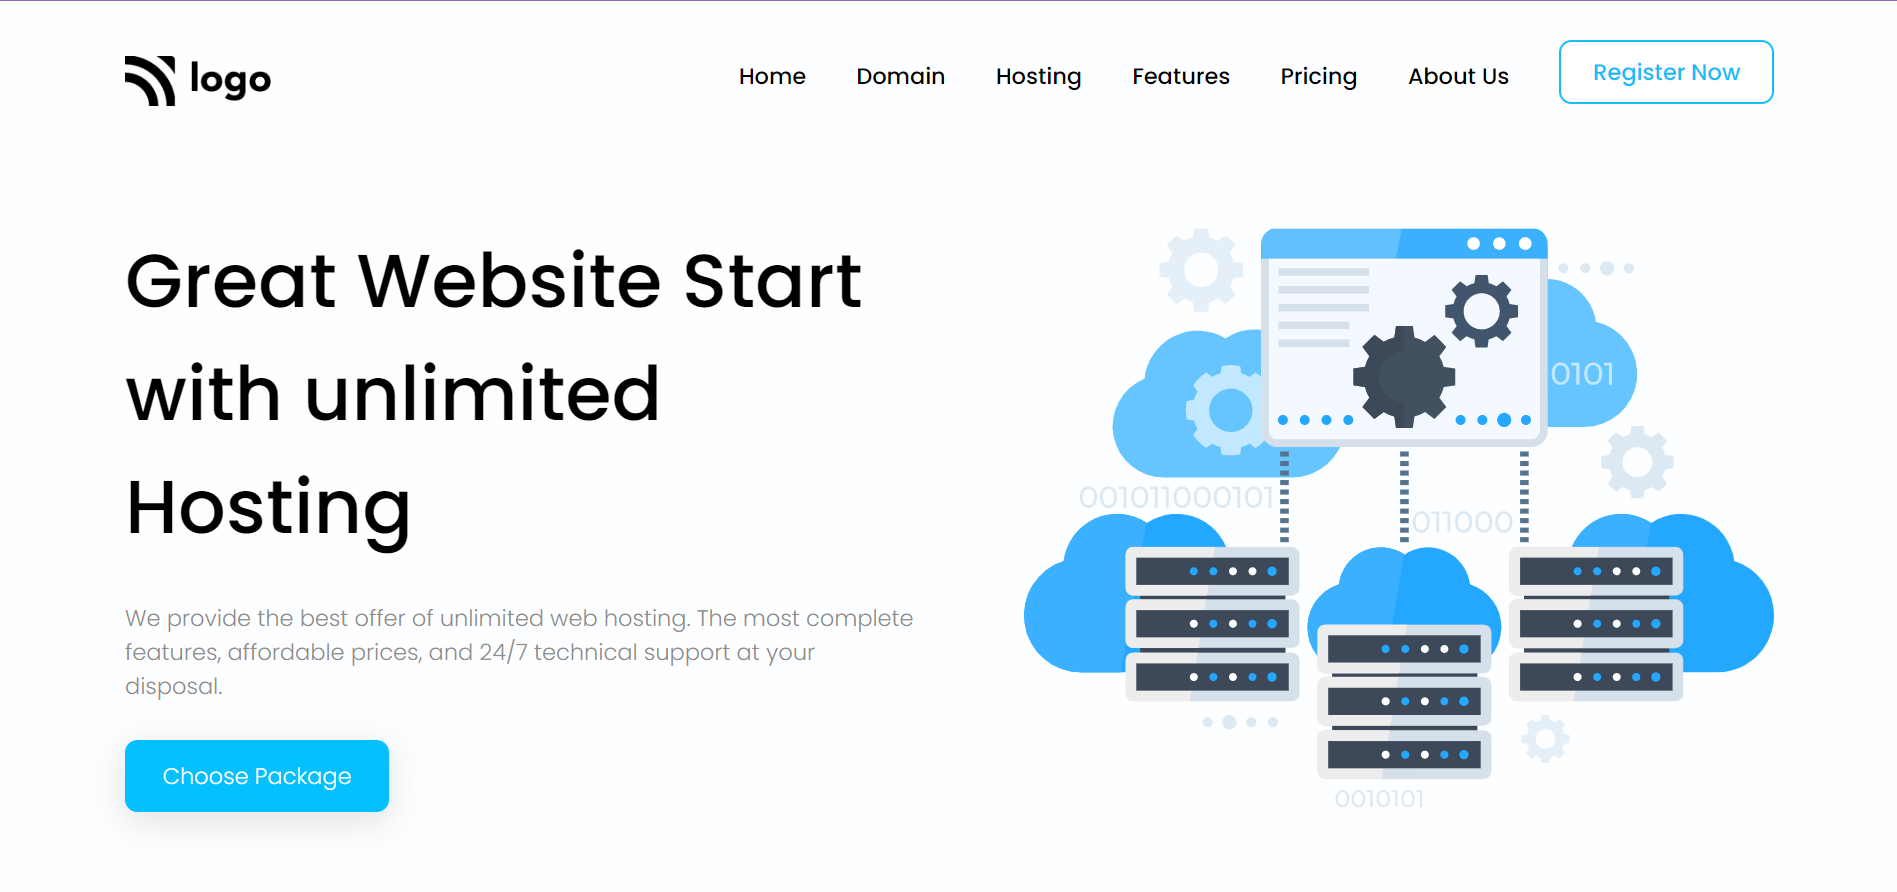 logo
Home Domain Hosting Features Pricing About Us Register Now
Great Website Start
with unlimited
Hosting
We provide the best offer of unlimited web hosting. The most complete
features, affordable prices, and 24/7 technical support at your
disposal.
Choose Package
0101
001011000101
011000
0010101